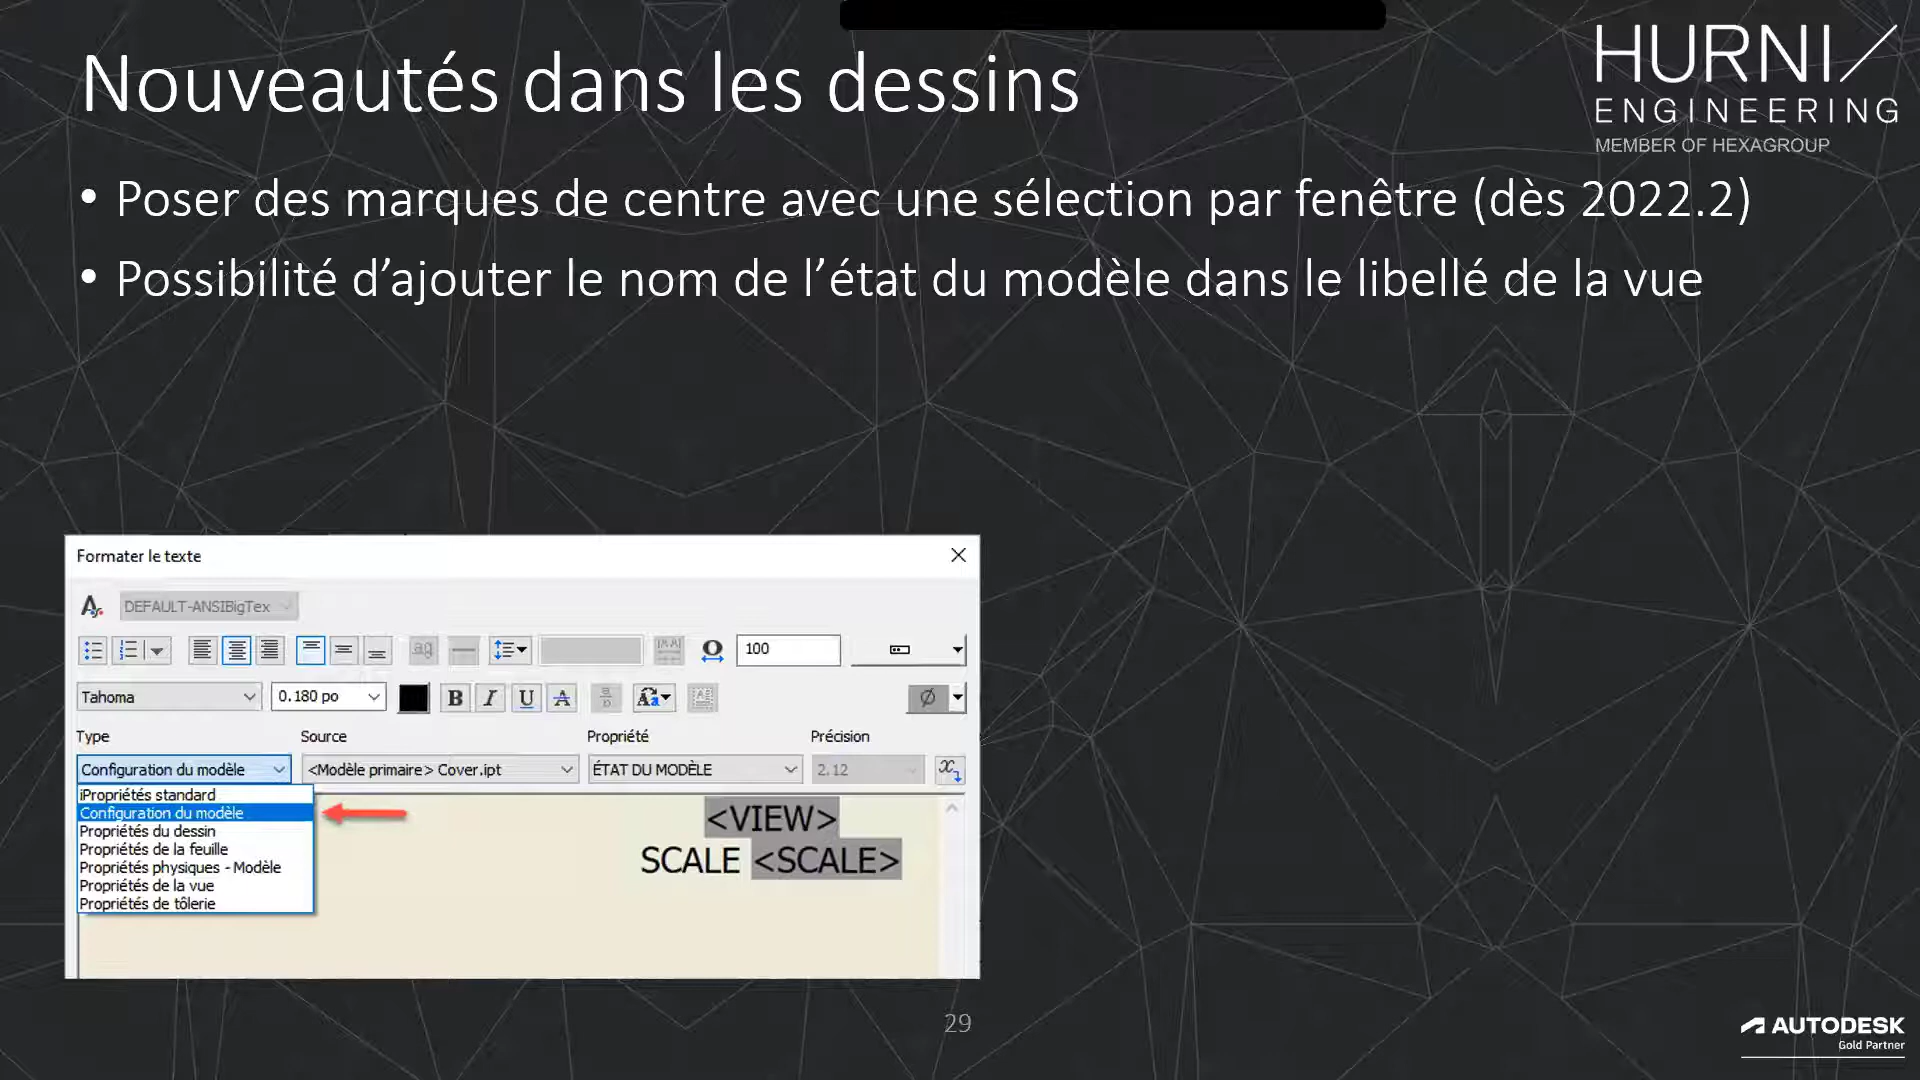 Nouveautés dans les dessins
HURNI
ENGINEERING
MEMBER OF HEXAGROUP
• Poser des marques de centre avec une sélection par fenêtre (dès 2022.2)
• Possibilité d’ajouter le nom de l’état du modèle dans le libellé de la vue
Formater le texte
DEFAULT-ANSIBigTex
100
Tahoma
0.180 po
B I U A
Type Source Propriété Précision
Configuration du modèle <Modèle primaire> Cover.ipt ÉTAT DU MODÈLE 2.12
iPropriétés standard
Configuration du modèle
Propriétés du dessin
Propriétés de la feuille
Propriétés physiques - Modèle
Propriétés de la vue
Propriétés de tôlerie
<VIEW>
SCALE <SCALE>
29
AUTODESK
Gold Partner